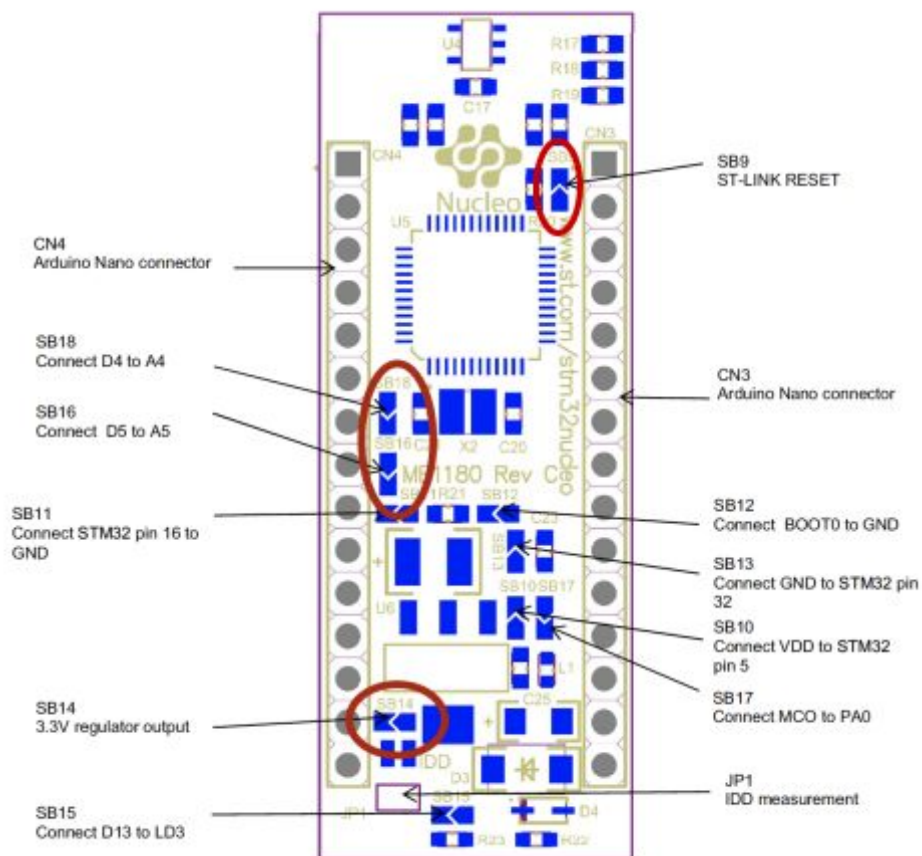 U4
R17
R18
R19
C17
CN4
CN3
SB9
ST-LINK RESET
Nucleo
U5
www.st.com/stm32nucleo
CN4
Arduino Nano connector
SB18
Connect D4 to A4
SB16
Connect D5 to A5
SB18
CN3
Arduino Nano connector
SB16
X2
C20
MB1180 Rev C
SB11
Connect STM32 pin 16 to
GND
SB11
R21
SB12
SB12
Connect BOOT0 to GND
C23
SB13
SB13
Connect GND to STM32 pin
32
SB10
SB17
U6
SB10
Connect VDD to STM32
pin 5
L1
SB17
Connect MCO to PA0
SB14
3.3V regulator output
SB14
C25
IDD
D3
JP1
IDD measurement
JP1
SB15
D4
SB15
Connect D13 to LD3
R23
R22